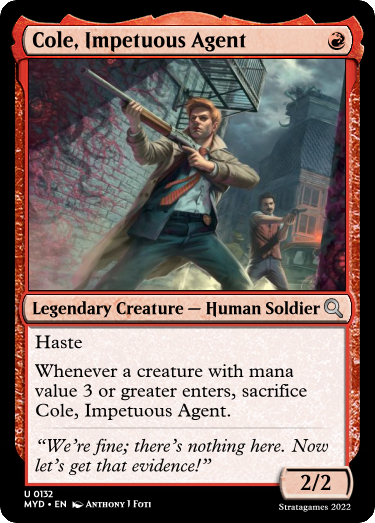 Cole, Impetuous Agent
Legendary Creature — Human Soldier
Haste
Whenever a creature with mana
value 3 or greater enters, sacrifice
Cole, Impetuous Agent.
“We’re fine; there’s nothing here. Now
let’s get that evidence!”
2/2
U 0132
MYD • EN Anthony J Foti
Stratagames 2022